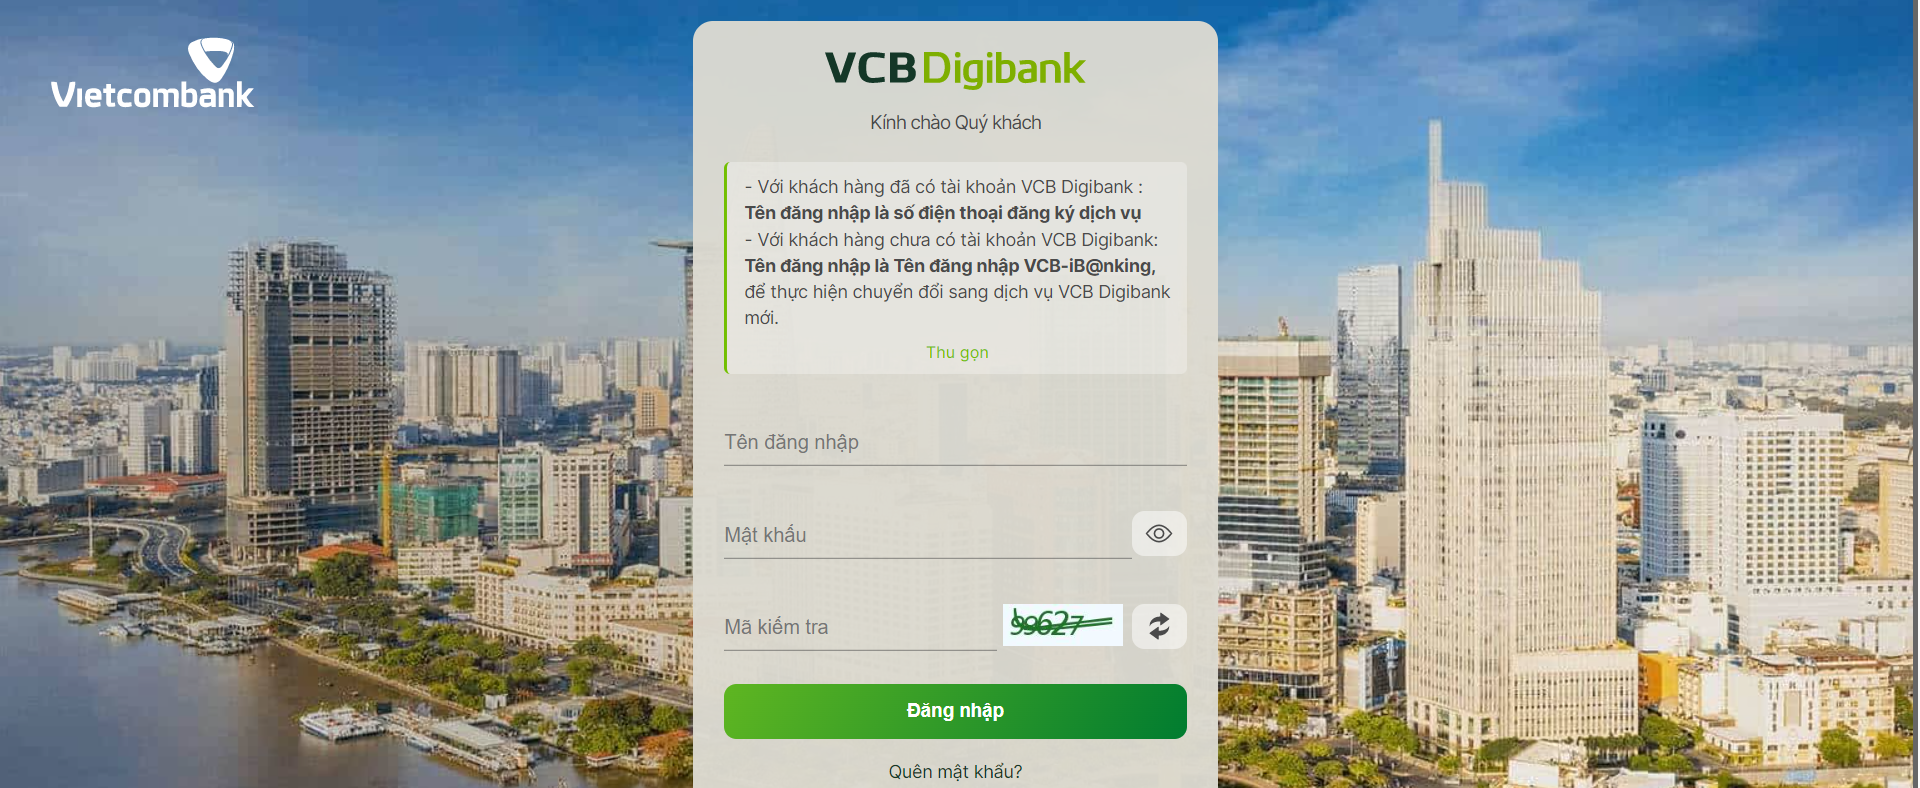 Vietcombank
VCB Digibank
Kính chào Quý khách
- Với khách hàng đã có tài khoản VCB Digibank :
Tên đăng nhập là số điện thoại đăng ký dịch vụ
- Với khách hàng chưa có tài khoản VCB Digibank:
Tên đăng nhập là Tên đăng nhập VCB-iB@nking,
để thực hiện chuyển đổi sang dịch vụ VCB Digibank
mới.
Thu gọn
Tên đăng nhập
Mật khẩu
Mã kiểm tra
Đăng nhập
Quên mật khẩu?